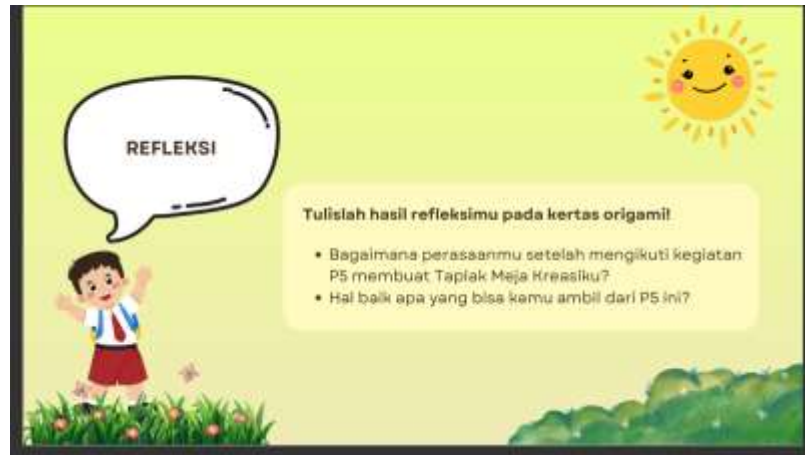 REFLEKSI
Tulislah hasil refleksimu pada kertas origami!
• Bagaimana perasaanmu setelah mengikuti kegiatan
P5 membuat Taplak Meja Kreasiku?
• Hal baik apa yang bisa kamu ambil dari P5 ini?